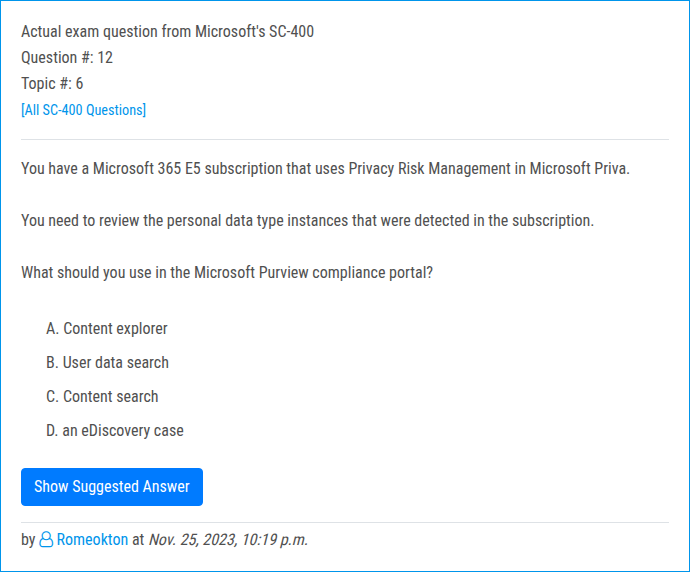 Actual exam question from Microsoft's SC-400
Question #: 12
Topic #: 6
[All SC-400 Questions]
You have a Microsoft 365 E5 subscription that uses Privacy Risk Management in Microsoft Priva.
You need to review the personal data type instances that were detected in the subscription.
What should you use in the Microsoft Purview compliance portal?
A. Content explorer
B. User data search
C. Content search
D. an eDiscovery case
Show Suggested Answer
by Romeokton at Nov. 25, 2023, 10:19 p.m.